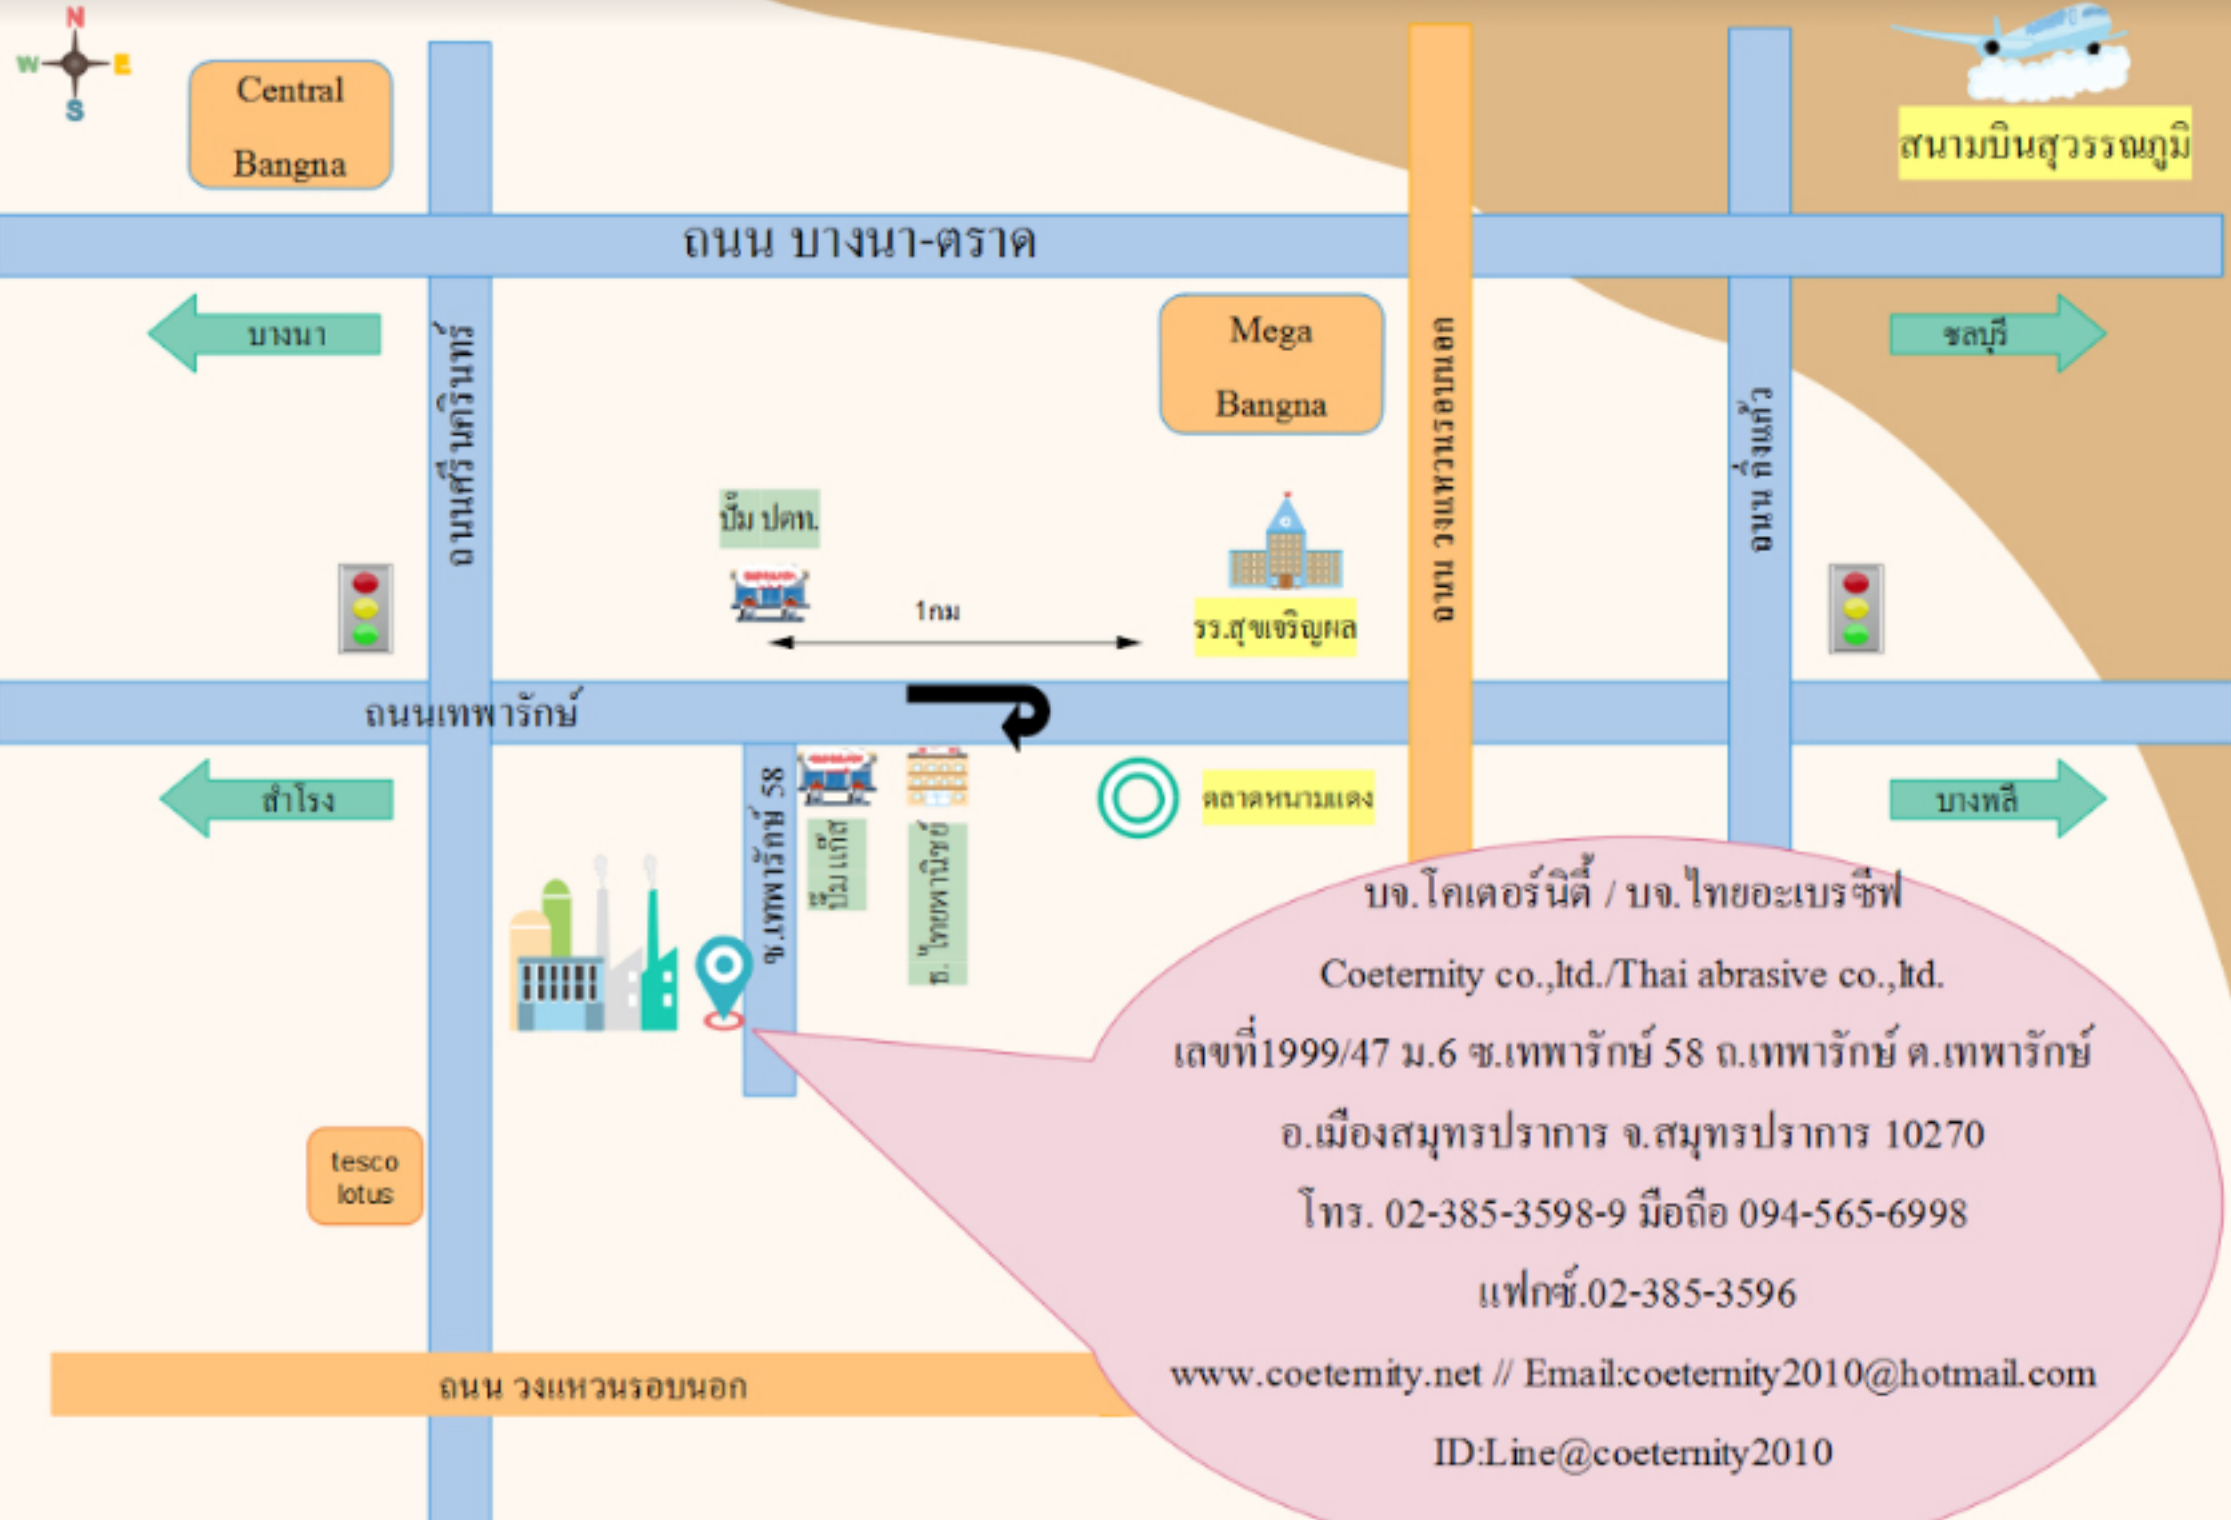 N
W E
S
Central
Bangna
สนามบินสุวรรณภูมิ
ถนน บางนา-ตราด
บางนา
Mega
Bangna
ชลบุรี
ถนนศรีนครินทร์
ถนน วงแหวนรอบนอก
ถนน กิ่งแก้ว
ปั๊ม ปตท.
1กม
รร.สุขเจริญผล
ถนนเทพารักษ์
สำโรง
ซ.เทพารักษ์ 58
ปั๊ม แก๊ส
ธ. ไทยพานิชย์
ตลาดหนามแดง
บางพลี
บจ.โคเตอร์นิตี้ / บจ.ไทยอะเบรซีฟ
Coeternity co.,ltd./Thai abrasive co.,ltd.
เลขที่1999/47 ม.6 ซ.เทพารักษ์ 58 ถ.เทพารักษ์ ต.เทพารักษ์
อ.เมืองสมุทรปราการ จ.สมุทรปราการ 10270
โทร. 02-385-3598-9 มือถือ 094-565-6998
แฟกซ์.02-385-3596
www.coeternity.net // Email:coeternity2010@hotmail.com
ID:Line@coeternity2010
tesco
lotus
ถนน วงแหวนรอบนอก